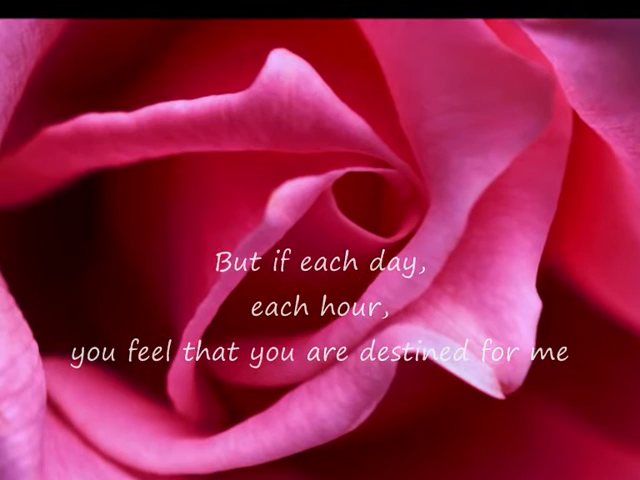 But if each day,
each hour,
you feel that you are destined for me